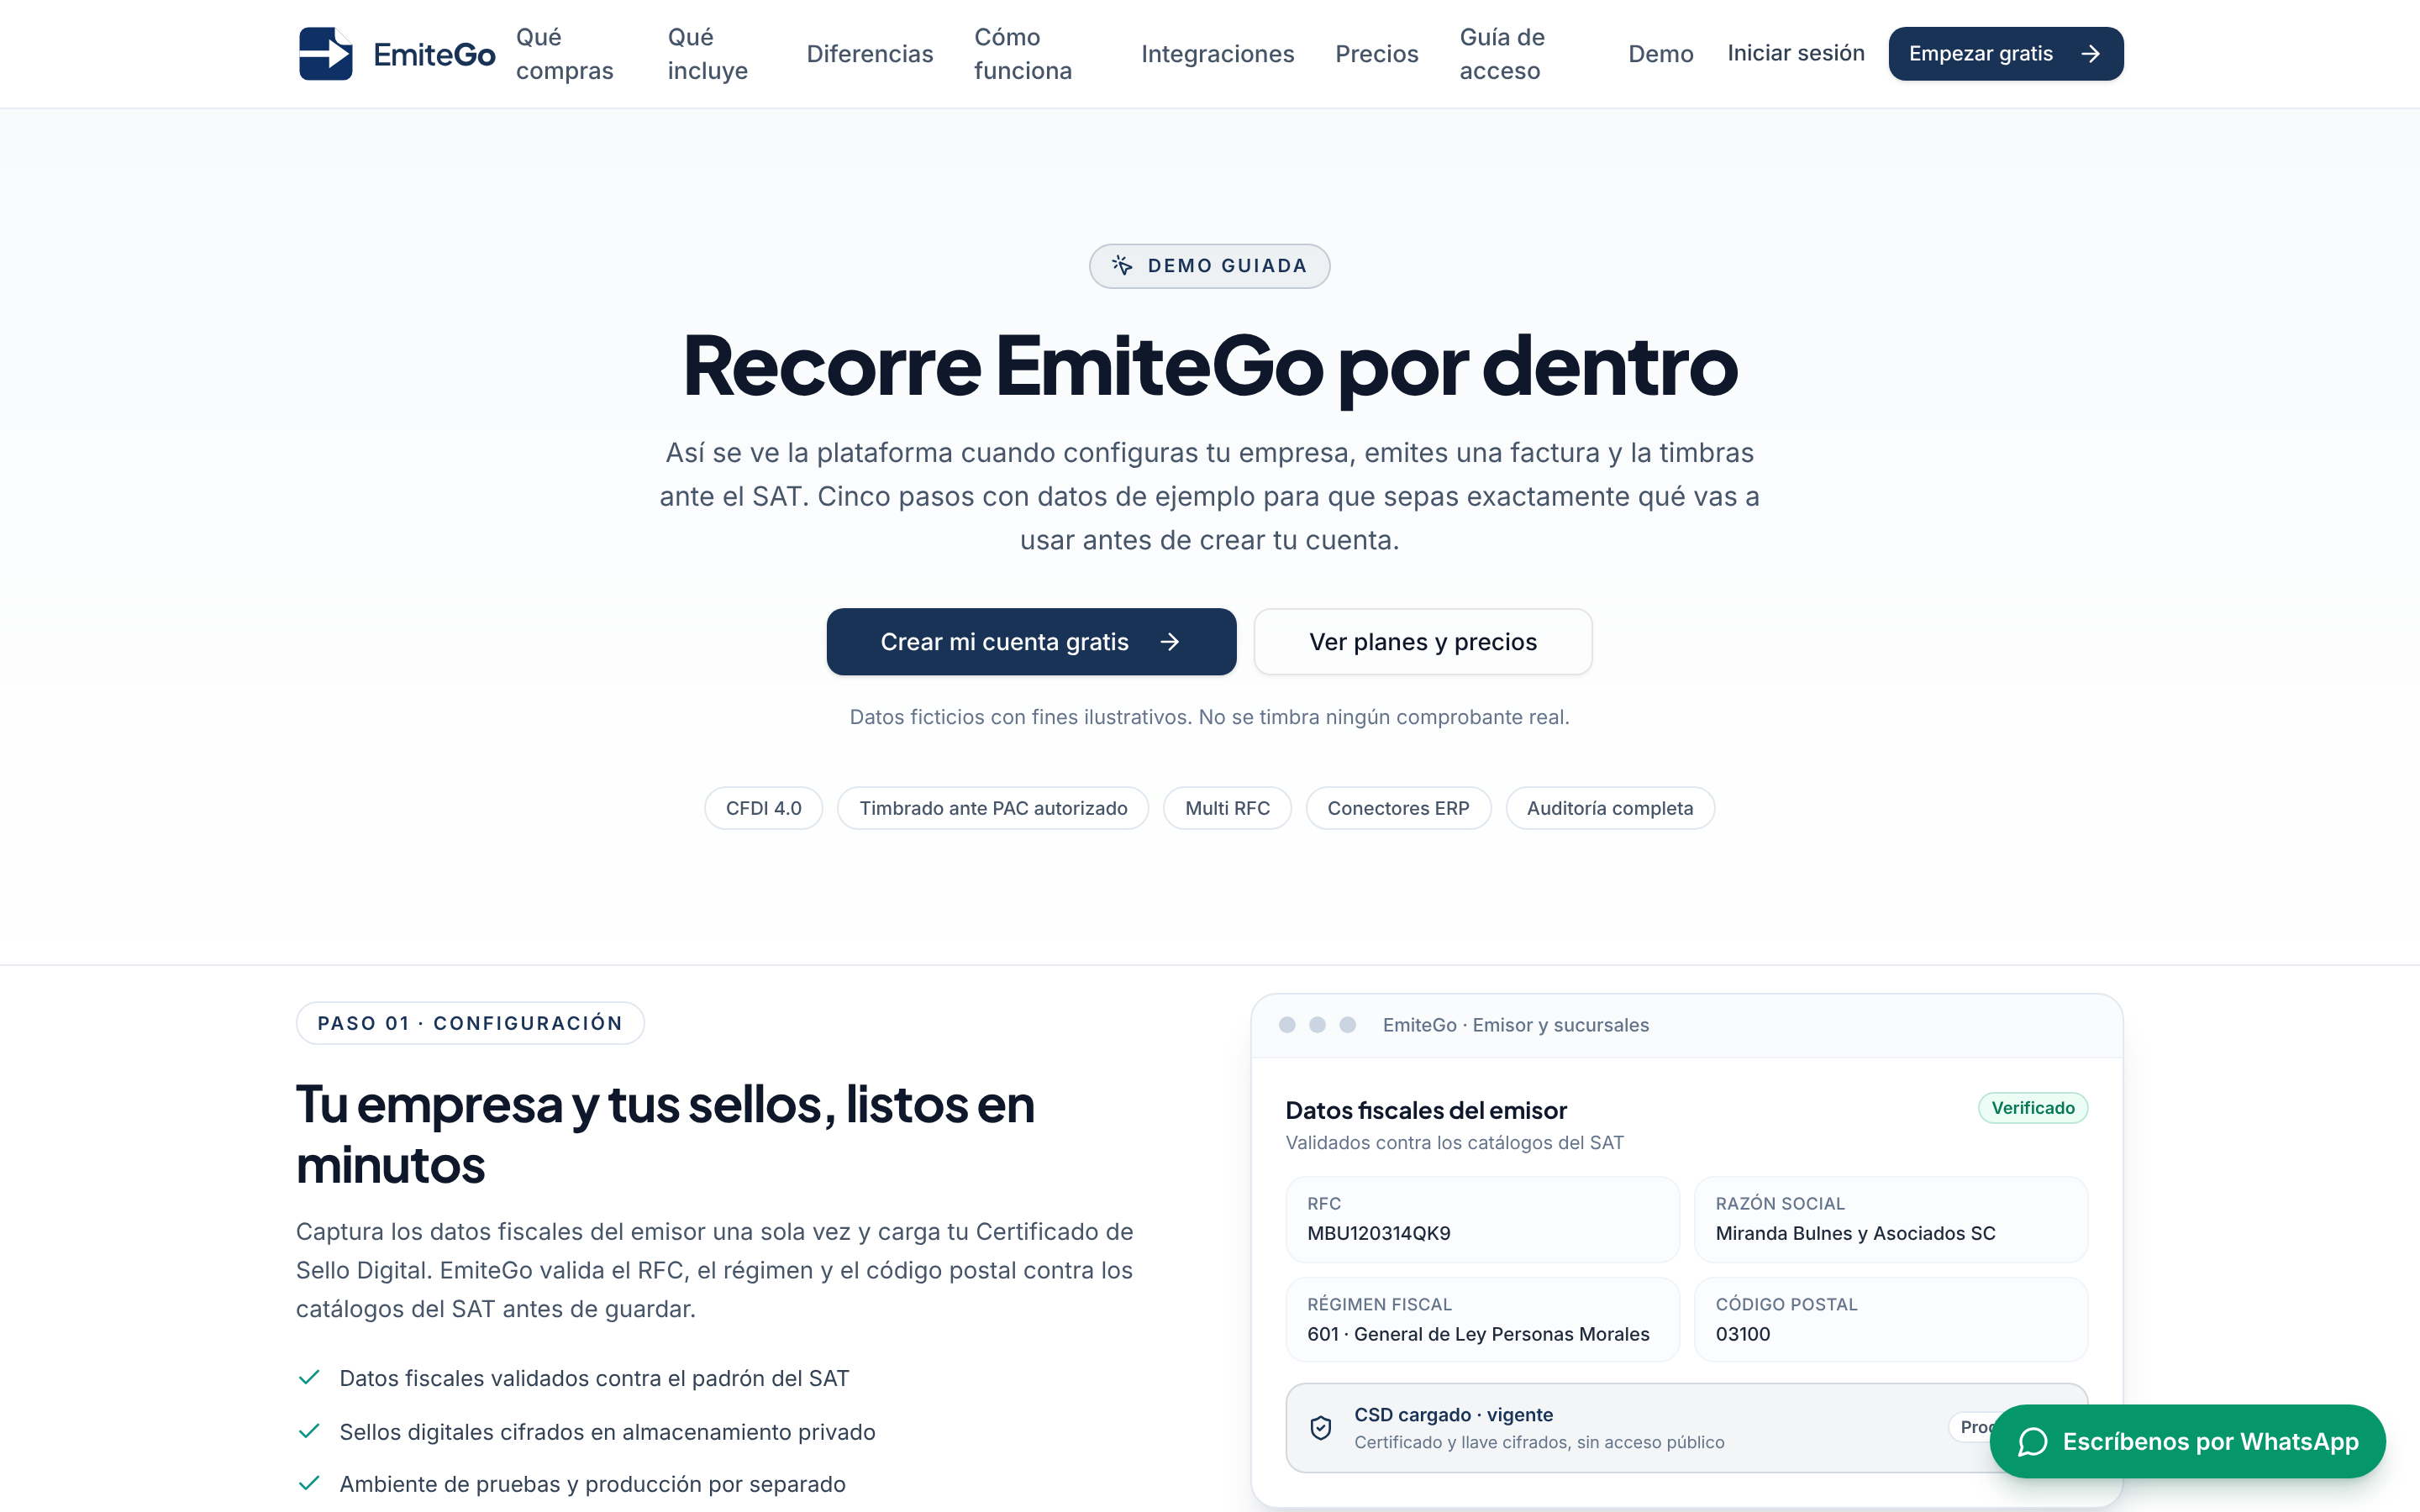 EmiteGo
Qué compras
Qué incluye
Diferencias
Cómo funciona
Integraciones
Precios
Guía de acceso
Demo
Iniciar sesión
Empezar gratis
DEMO GUIADA
Recorre EmiteGo por dentro
Así se ve la plataforma cuando configuras tu empresa, emites una factura y la timbras
ante el SAT. Cinco pasos con datos de ejemplo para que sepas exactamente qué vas a
usar antes de crear tu cuenta.
Crear mi cuenta gratis
Ver planes y precios
Datos ficticios con fines ilustrativos. No se timbra ningún comprobante real.
CFDI 4.0
Timbrado ante PAC autorizado
Multi RFC
Conectores ERP
Auditoría completa
PASO 01 · CONFIGURACIÓN
Tu empresa y tus sellos, listos en
minutos
Captura los datos fiscales del emisor una sola vez y carga tu Certificado de
Sello Digital. EmiteGo valida el RFC, el régimen y el código postal contra los
catálogos del SAT antes de guardar.
Datos fiscales validados contra el padrón del SAT
Sellos digitales cifrados en almacenamiento privado
Ambiente de pruebas y producción por separado
EmiteGo · Emisor y sucursales
Datos fiscales del emisor
Verificado
Validados contra los catálogos del SAT
RFC
MBU120314QK9
RAZÓN SOCIAL
Miranda Bulnes y Asociados SC
RÉGIMEN FISCAL
601 · General de Ley Personas Morales
CÓDIGO POSTAL
03100
CSD cargado · vigente
Certificado y llave cifrados, sin acceso público
Escríbenos por WhatsApp